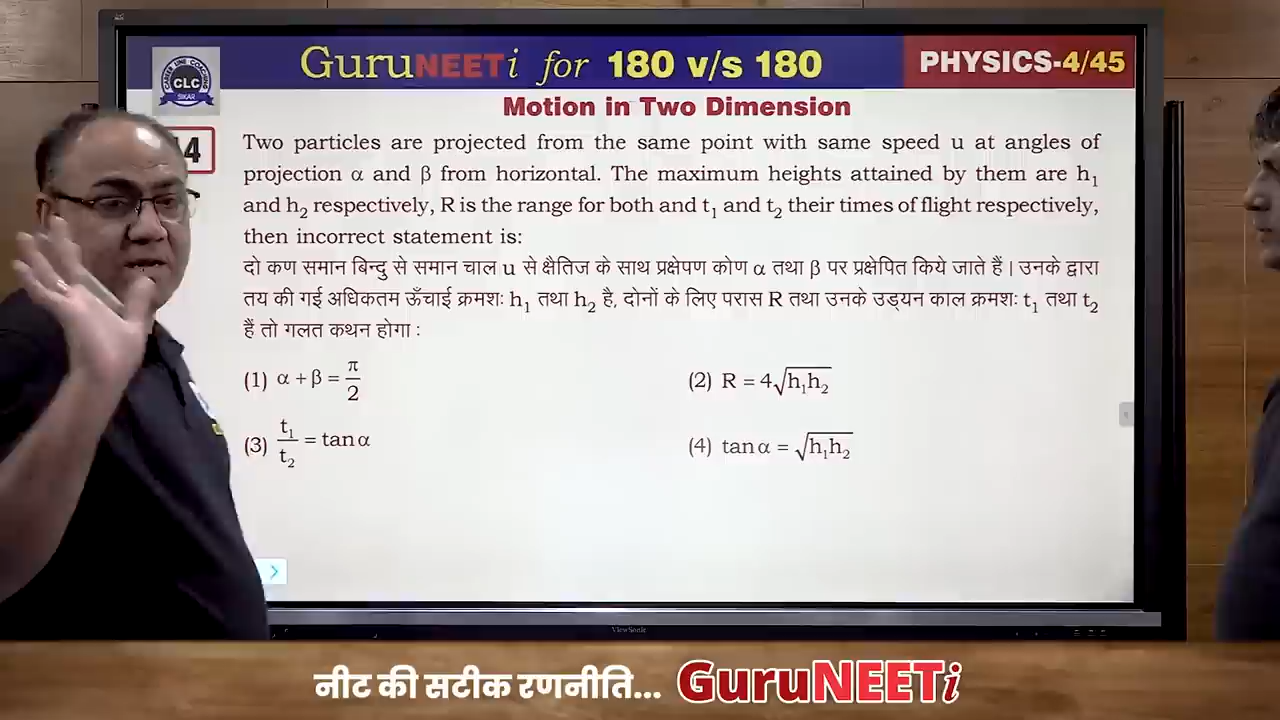 GuruNEETi for 180 v/s 180
PHYSICS-4/45
CLC
SIKAR
Motion in Two Dimension
4
Two particles are projected from the same point with same speed u at angles of
projection α and β from horizontal. The maximum heights attained by them are h₁
and h₂ respectively, R is the range for both and t₁ and t₂ their times of flight respectively,
then incorrect statement is:
दो कण समान बिन्दु से समान चाल u से क्षैतिज के साथ प्रक्षेपण कोण α तथा β पर प्रक्षेपित किये जाते हैं। उनके द्वारा
तय की गई अधिकतम ऊँचाई क्रमशः h₁ तथा h₂ है, दोनों के लिए परास R तथा उनके उड्यन काल क्रमशः t₁ तथा t₂
हैं तो गलत कथन होगा :
(1) α + β = π/2
(2) R = 4√(h₁h₂)
(3) t₁/t₂ = tan α
(4) tan α = √(h₁h₂)
ViewSonic
नीट की सटीक रणनीति... GuruNEETi